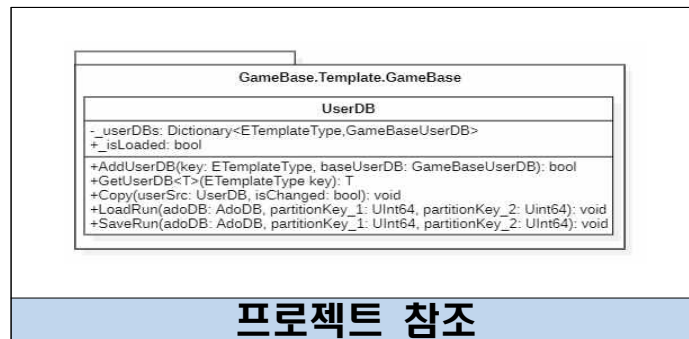 GameBase.Template.GameBase
UserDB
-_userDBs: Dictionary<ETemplateType,GameBaseUserDB>
+_isLoaded: bool
+AddUserDB(key: ETemplateType, baseUserDB: GameBaseUserDB): bool
+GetUserDB<T>(ETemplateType key): T
+Copy(userSrc: UserDB, isChanged: bool): void
+LoadRun(adoDB: AdoDB, partitionKey_1: UInt64, partitionKey_2: Uint64): void
+SaveRun(adoDB: AdoDB, partitionKey_1: UInt64, partitionKey_2: UInt64): void
프로젝트 참조